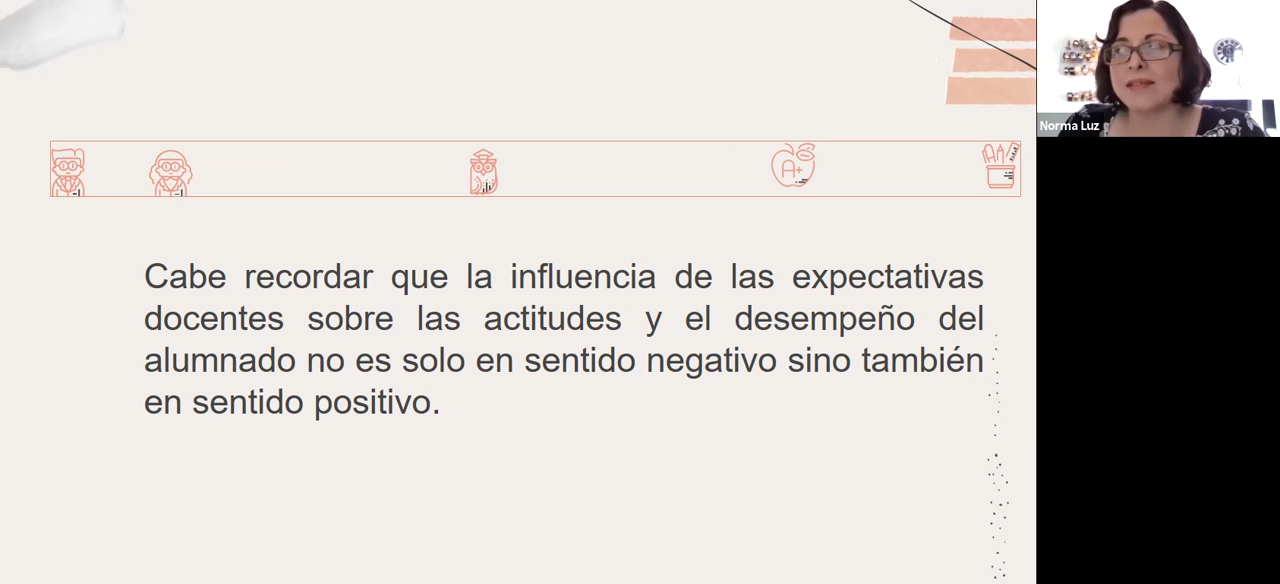 Norma Luz
A+
Cabe recordar que la influencia de las expectativas
docentes sobre las actitudes y el desempeño del
alumnado no es solo en sentido negativo sino también
en sentido positivo.